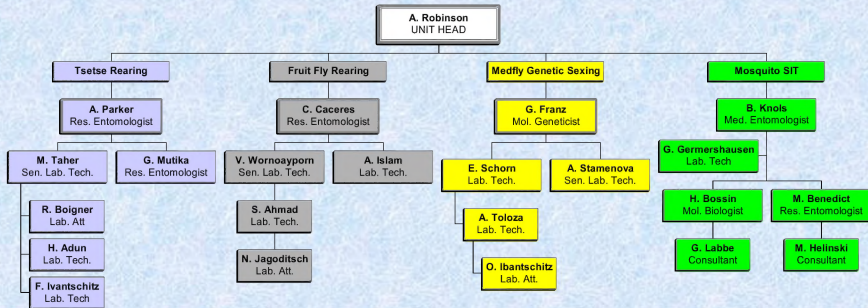 A. Robinson
UNIT HEAD
Tsetse Rearing
Fruit Fly Rearing
Medfly Genetic Sexing
Mosquito SIT
A. Parker
Res. Entomologist
C. Caceres
Res. Entomologist
G. Franz
Mol. Geneticist
B. Knols
Med. Entomologist
G. Germershausen
Lab. Tech
M. Taher
Sen. Lab. Tech.
G. Mutika
Res. Entomologist
V. Wornoayporn
Sen. Lab. Tech.
A. Islam
Lab. Tech.
E. Schorn
Lab. Tech.
A. Stamenova
Sen. Lab. Tech.
H. Bossin
Mol. Biologist
M. Benedict
Res. Entomologist
R. Boigner
Lab. Att
S. Ahmad
Lab. Tech.
A. Toloza
Lab. Tech.
H. Adun
Lab. Tech.
N. Jagoditsch
Lab. Att.
O. Ibantschitz
Lab. Att.
G. Labbe
Consultant
M. Helinski
Consultant
F. Ivantschitz
Lab. Tech